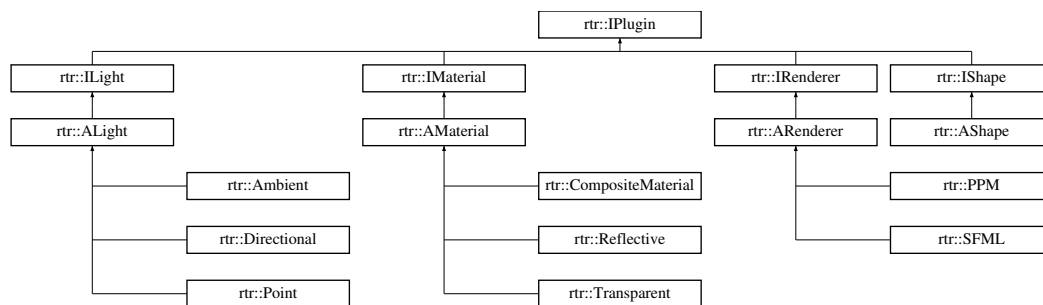 rtr::IPlugin
rtr::ILight rtr::IMaterial rtr::IRenderer rtr::IShape
rtr::ALight rtr::AMaterial rtr::ARenderer rtr::AShape
rtr::Ambient rtr::CompositeMaterial rtr::PPM
rtr::Directional rtr::Reflective rtr::SFML
rtr::Point rtr::Transparent